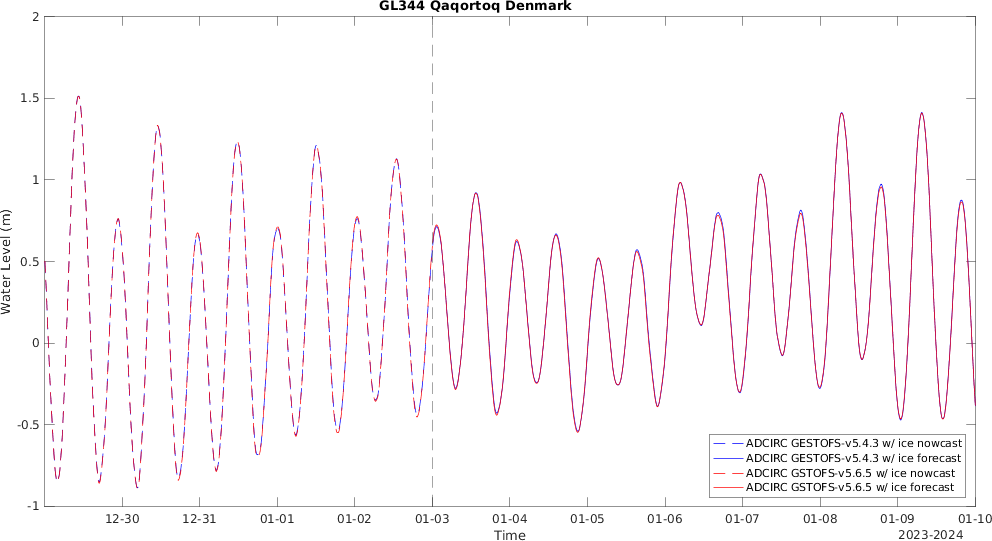 GL344 Qaqortoq Denmark
2
1.5
1
0.5
0
-0.5
-1
Water Level (m)
ADCIRC GESTOFS-v5.4.3 w/ ice nowcast
ADCIRC GESTOFS-v5.4.3 w/ ice forecast
ADCIRC GSTOFS-v5.6.5 w/ ice nowcast
ADCIRC GSTOFS-v5.6.5 w/ ice forecast
12-30 12-31 01-01 01-02 01-03 01-04 01-05 01-06 01-07 01-08 01-09 01-10
Time
2023-2024